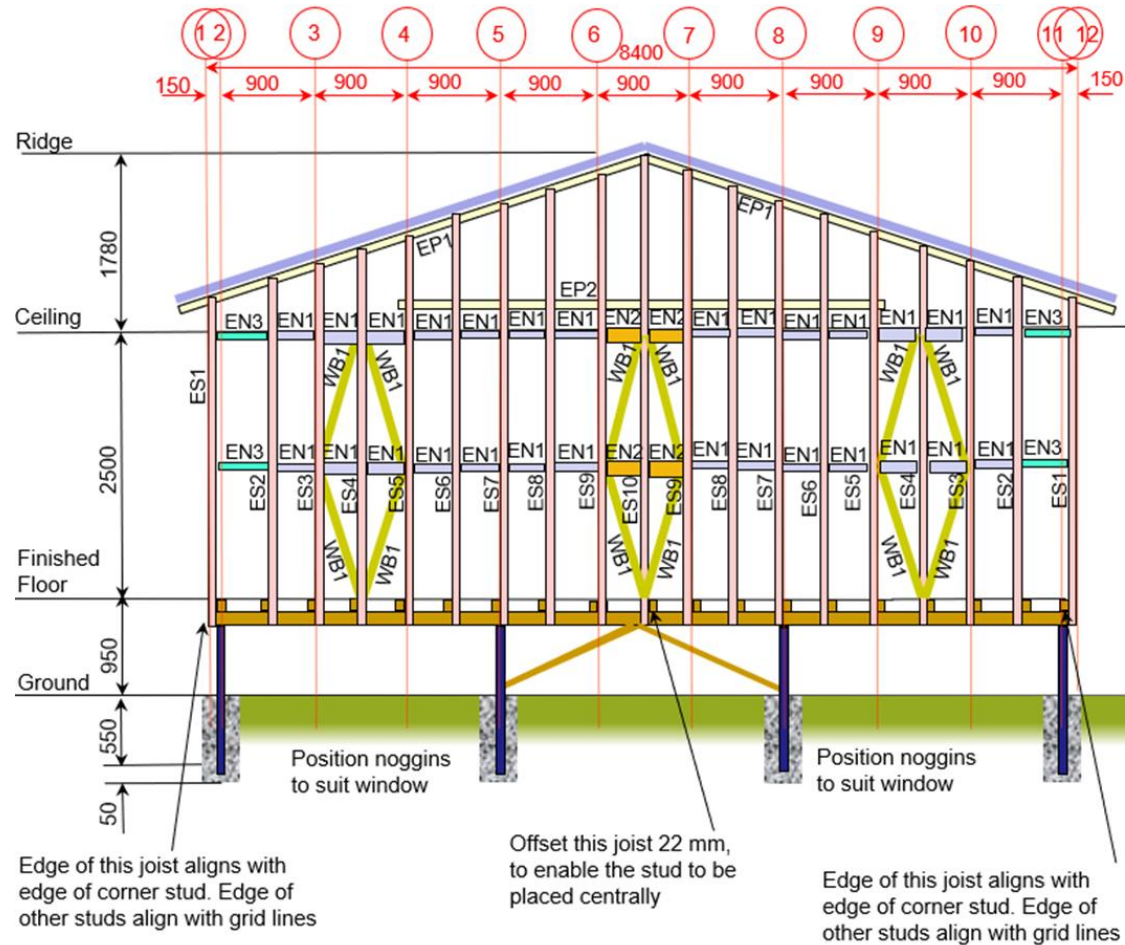 1 2 3 4 5 6 7 8 9 10 11 12
8400
150 900 900 900 900 900 900 900 900 900 150
Ridge
1780
EP1 EP1
EP2
Ceiling
EN3 EN1 EN1 EN1 EN1 EN1 EN1 EN1 EN2 EN2 EN1 EN1 EN1 EN1 EN1 EN1 EN1 EN3
WB1 WB1 WB1 WB1 WB1 WB1
ES1
2500
EN3 EN1 EN1 EN1 EN1 EN1 EN1 EN1 EN2 EN2 EN1 EN1 EN1 EN1 EN1 EN1 EN1 EN3
ES2 ES3 ES4 ES5 ES6 ES7 ES8 ES9 ES10 ES9 ES8 ES7 ES6 ES5 ES4 ES3 ES2 ES1
WB1 WB1 WB1 WB1 WB1 WB1
Finished
Floor
950
Ground
550
50
Position noggins
to suit window
Position noggins
to suit window
Edge of this joist aligns with
edge of corner stud. Edge of
other studs align with grid lines
Offset this joist 22 mm,
to enable the stud to be
placed centrally
Edge of this joist aligns with
edge of corner stud. Edge of
other studs align with grid lines